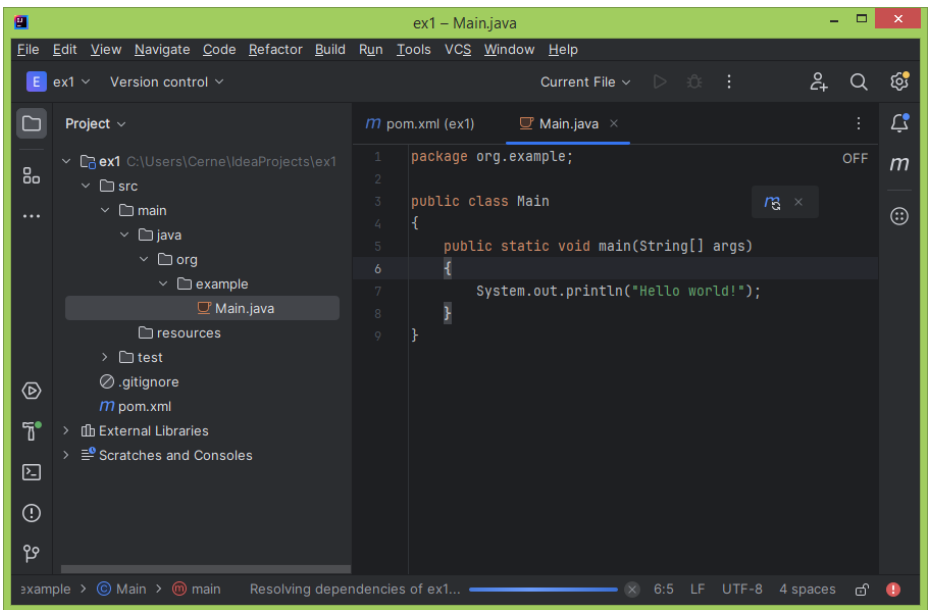 ex1 – Main.java
File Edit View Navigate Code Refactor Build Run Tools VCS Window Help
E ex1 Version control Current File
Project
m pom.xml (ex1) Main.java
ex1 C:\Users\Cerne\IdeaProjects\ex1
src
main
java
org
example
Main.java
resources
test
.gitignore
m pom.xml
External Libraries
Scratches and Consoles
1 package org.example; OFF
2
3 public class Main
4 {
5 public static void main(String[] args)
6 {
7 System.out.println("Hello world!");
8 }
9 }
m
m
example > C Main > m main Resolving dependencies of ex1... 6:5 LF UTF-8 4 spaces